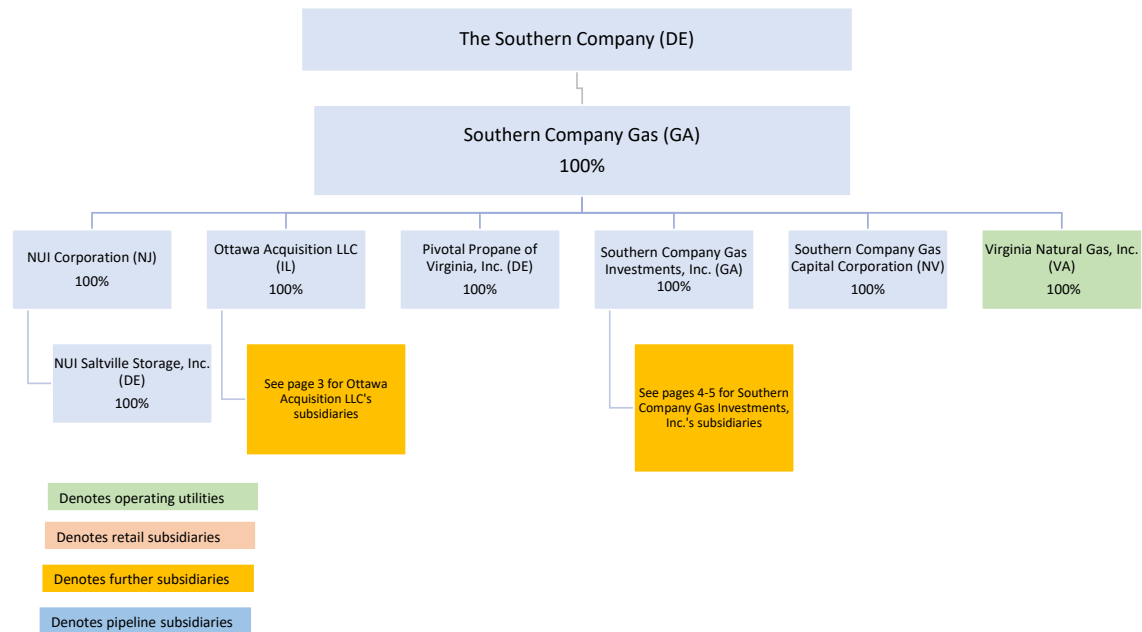 The Southern Company (DE)
Southern Company Gas (GA)
100%
NUI Corporation (NJ)
100%
Ottawa Acquisition LLC
(IL)
100%
Pivotal Propane of
Virginia, Inc. (DE)
100%
Southern Company Gas
Investments, Inc. (GA)
100%
Southern Company Gas
Capital Corporation (NV)
100%
Virginia Natural Gas, Inc.
(VA)
100%
NUI Saltville Storage, Inc.
(DE)
100%
See page 3 for Ottawa
Acquisition LLC's
subsidiaries
See pages 4-5 for Southern
Company Gas Investments,
Inc.'s subsidiaries
Denotes operating utilities
Denotes retail subsidiaries
Denotes further subsidiaries
Denotes pipeline subsidiaries